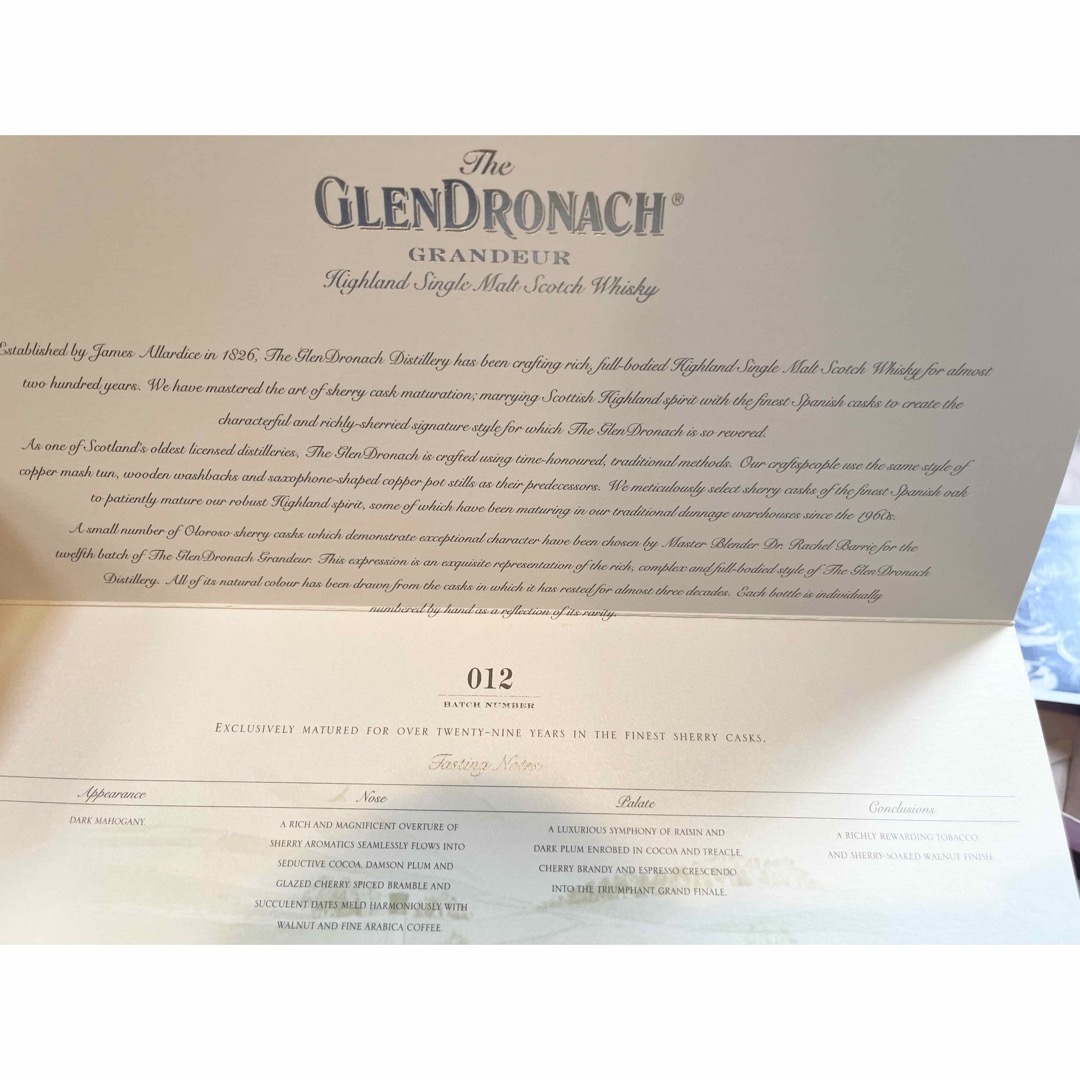 The
GLENDRONACH®
GRANDEUR
Highland Single Malt Scotch Whisky
Established by James Allardice in 1826, The GlenDronach Distillery has been crafting rich, full-bodied Highland Single Malt Scotch Whisky for almost
two hundred years. We have mastered the art of sherry cask maturation; marrying Scottish Highland spirit with the finest Spanish casks to create the
characterful and richly-sherried signature style for which The GlenDronach is so revered.
As one of Scotland's oldest licensed distilleries, The GlenDronach is crafted using time-honoured, traditional methods. Our craftspeople use the same style of
copper mash tun, wooden washbacks and saxophone-shaped copper pot stills as their predecessors. We meticulously select sherry casks of the finest Spanish oak
to patiently mature our robust Highland spirit, some of which have been maturing in our traditional dunnage warehouses since the 1960s.
A small number of Oloroso sherry casks which demonstrate exceptional character have been chosen by Master Blender Dr. Rachel Barrie for the
twelfth batch of The GlenDronach Grandeur. This expression is an exquisite representation of the rich, complex and full-bodied style of The GlenDronach
Distillery. All of its natural colour has been drawn from the casks in which it has rested for almost three decades. Each bottle is individually
numbered by hand as a reflection of its rarity.
012
BATCH NUMBER
EXCLUSIVELY MATURED FOR OVER TWENTY-NINE YEARS IN THE FINEST SHERRY CASKS.
Tasting Notes
Appearance
DARK MAHOGANY.
Nose
A RICH AND MAGNIFICENT OVERTURE OF
SHERRY AROMATICS SEAMLESSLY FLOWS INTO
SEDUCTIVE COCOA, DAMSON PLUM AND
GLAZED CHERRY. SPICED BRAMBLE AND
SUCCULENT DATES MELD HARMONIOUSLY WITH
WALNUT AND FINE ARABICA COFFEE.
Palate
A LUXURIOUS SYMPHONY OF RAISIN AND
DARK PLUM ENROBED IN COCOA AND TREACLE.
CHERRY BRANDY AND ESPRESSO CRESCENDO
INTO THE TRIUMPHANT GRAND FINALE.
Conclusions
A RICHLY REWARDING TOBACCO
AND SHERRY-SOAKED WALNUT FINISH.